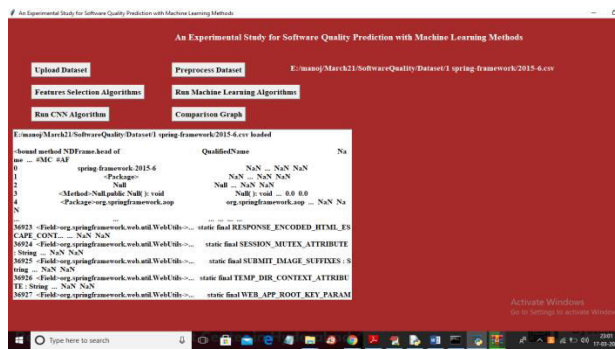 An Experimental Study for Software Quality Prediction with Machine Learning Methods
An Experimental Study for Software Quality Prediction with Machine Learning Methods
Upload Dataset
Preprocess Dataset
E:/manoj/March21/SoftwareQuality/Dataset/1 spring-framework/2015-6.csv
Features Selection Algorithms
Run Machine Learning Algorithms
Run CNN Algorithm
Comparison Graph
E:/manoj/March21/SoftwareQuality/Dataset/1 spring-framework/2015-6.csv loaded
<bound method NDFrame.head of QualifiedName Na
me ... #MC #AF
0 spring-framework-2015-6 NaN ... NaN NaN
1 <Package> NaN ... NaN NaN
2 Null Null ... NaN NaN
3 <Method>Null.public Null( ): void Null( ): void ... 0.0 0.0
4 <Package>org.springframework.aop org.springframework.aop ... NaN Na
N
... ... ... ... ... ...
36923 <Field>org.springframework.web.util.WebUtils->... static final RESPONSE_ENCODED_HTML_ES
CAPE_CONT... ... NaN NaN
36924 <Field>org.springframework.web.util.WebUtils->... static final SESSION_MUTEX_ATTRIBUTE
: String ... NaN NaN
36925 <Field>org.springframework.web.util.WebUtils->... static final SUBMIT_IMAGE_SUFFIXES : S
tring ... NaN NaN
36926 <Field>org.springframework.web.util.WebUtils->... static final TEMP_DIR_CONTEXT_ATTRIBU
TE : String ... NaN NaN
36927 <Field>org.springframework.web.util.WebUtils->... static final WEB_APP_ROOT_KEY_PARAM
Activate Windows
Go to Settings to activate Windows
Type here to search
23:01